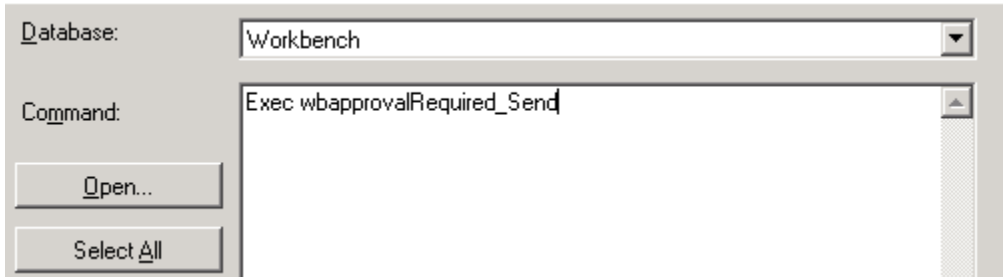 Database:
Workbench
Command:
Exec wbapprovalRequired_Send
Open...
Select All